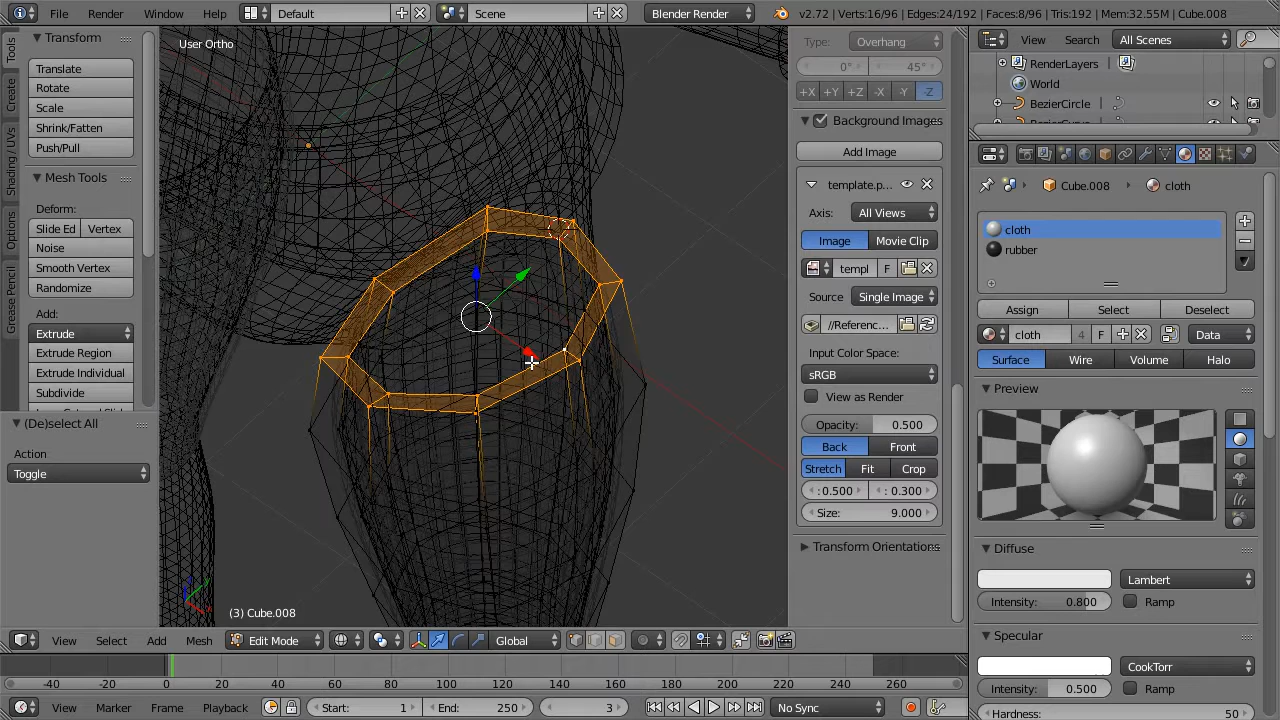 File Render Window Help Default Scene Blender Render v2.72 | Verts:16/96 | Edges:24/192 | Faces:8/96 | Tris:192 | Mem:32.55M | Cube.008
Tools
Create
Shading / UVs
Options
Grease Pencil
Transform
Translate
Rotate
Scale
Shrink/Fatten
Push/Pull
Mesh Tools
Deform:
Slide Ed Vertex
Noise
Smooth Vertex
Randomize
Add:
Extrude
Extrude Region
Extrude Individual
Subdivide
(De)select All
Action:
Toggle
User Ortho
(3) Cube.008
Type: Overhang
0° 45°
+X +Y +Z -X -Y -Z
Background Images
Add Image
template.p
Axis: All Views
Image Movie Clip
templ F
Source Single Image
//Referenc...
Input Color Space:
sRGB
View as Render
Opacity: 0.500
Back Front
Stretch Fit Crop
: 0.500 : 0.300
Size: 9.000
Transform Orientations
View Search All Scenes
RenderLayers
World
BezierCircle
Cube.008 cloth
cloth
rubber
Assign Select Deselect
cloth 4 F Data
Surface Wire Volume Halo
Preview
Diffuse
Lambert
Intensity: 0.800 Ramp
Specular
CookTorr
Intensity: 0.500 Ramp
Hardness: 50
View Select Add Mesh Edit Mode Global
-40 -20 0 20 40 60 80 100 120 140 160 180 200 220 240 260
View Marker Frame Playback Start: 1 End: 250 3 No Sync